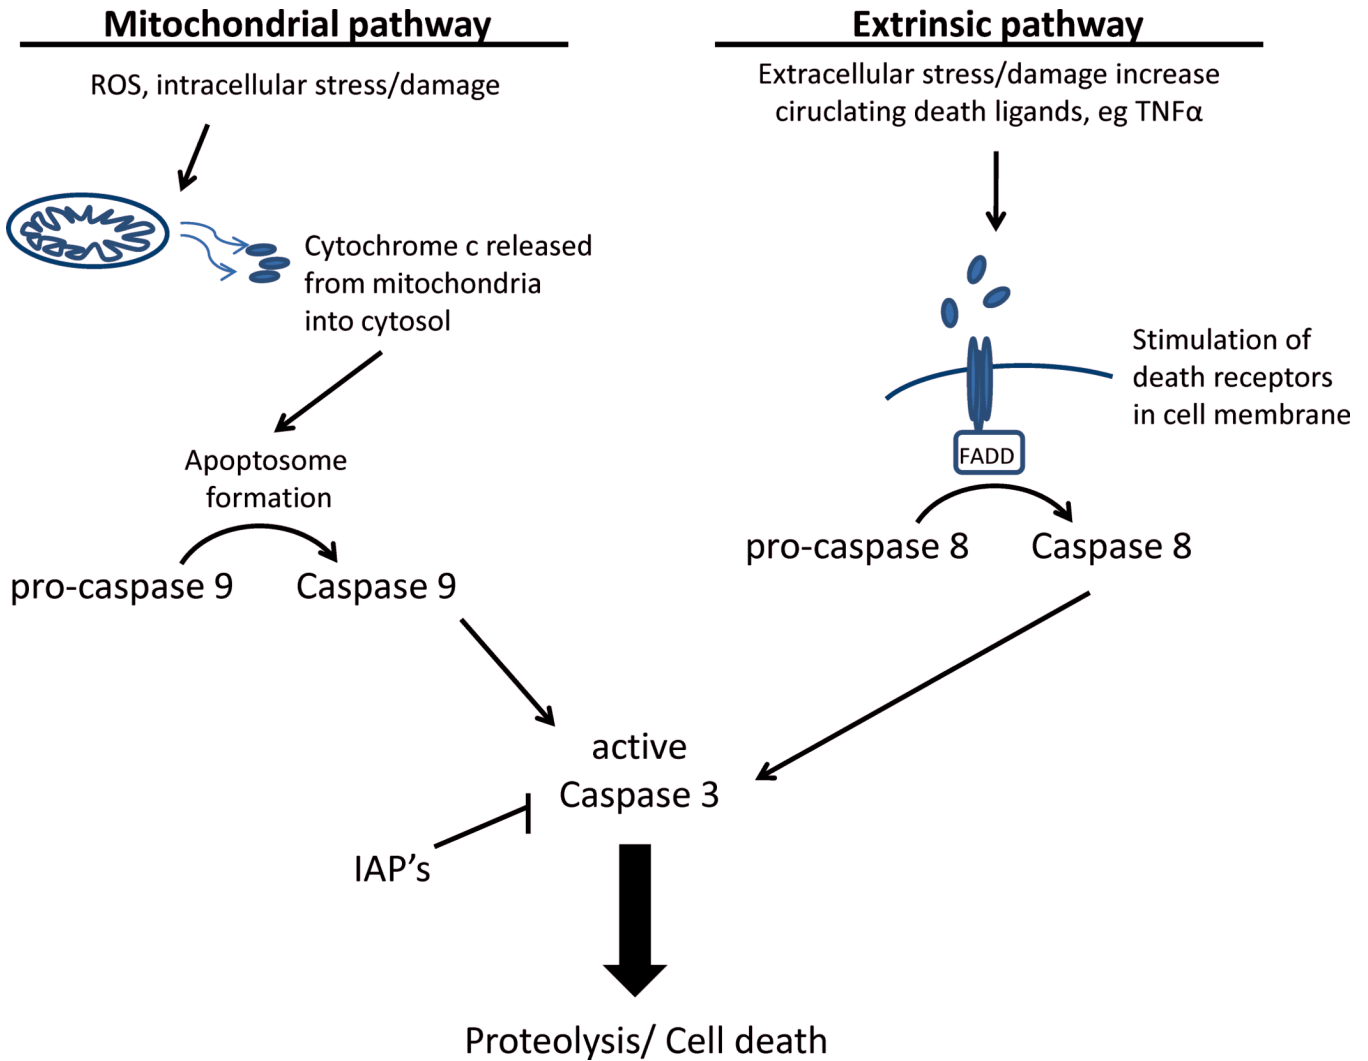 Mitochondrial pathway
ROS, intracellular stress/damage
Cytochrome c released
from mitochondria
into cytosol
Apoptosome
formation
pro-caspase 9
Caspase 9
Extrinsic pathway
Extracellular stress/damage increase
ciruclating death ligands, eg TNFα
Stimulation of
death receptors
in cell membrane
FADD
pro-caspase 8
Caspase 8
active
Caspase 3
IAP’s
Proteolysis/ Cell death